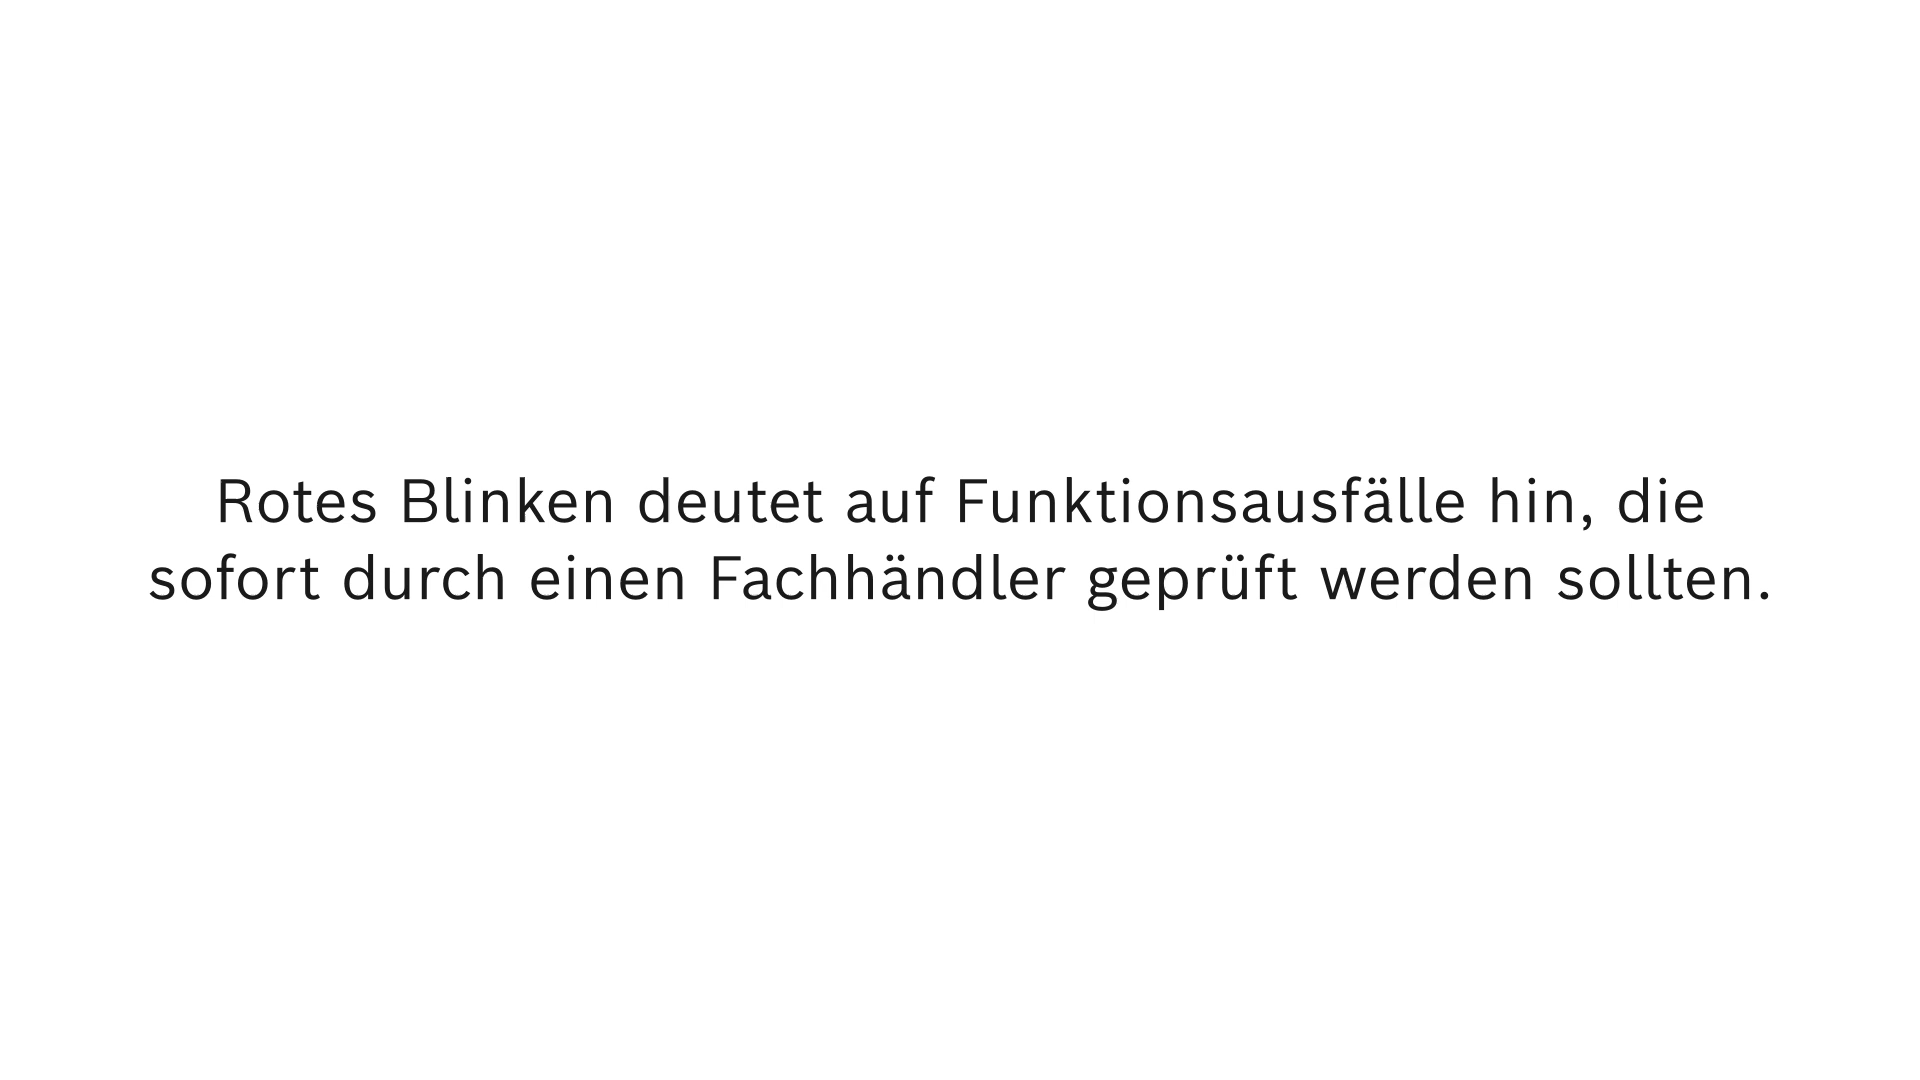 Rotes Blinken deutet auf Funktionsausfälle hin, die
sofort durch einen Fachhändler geprüft werden sollten.